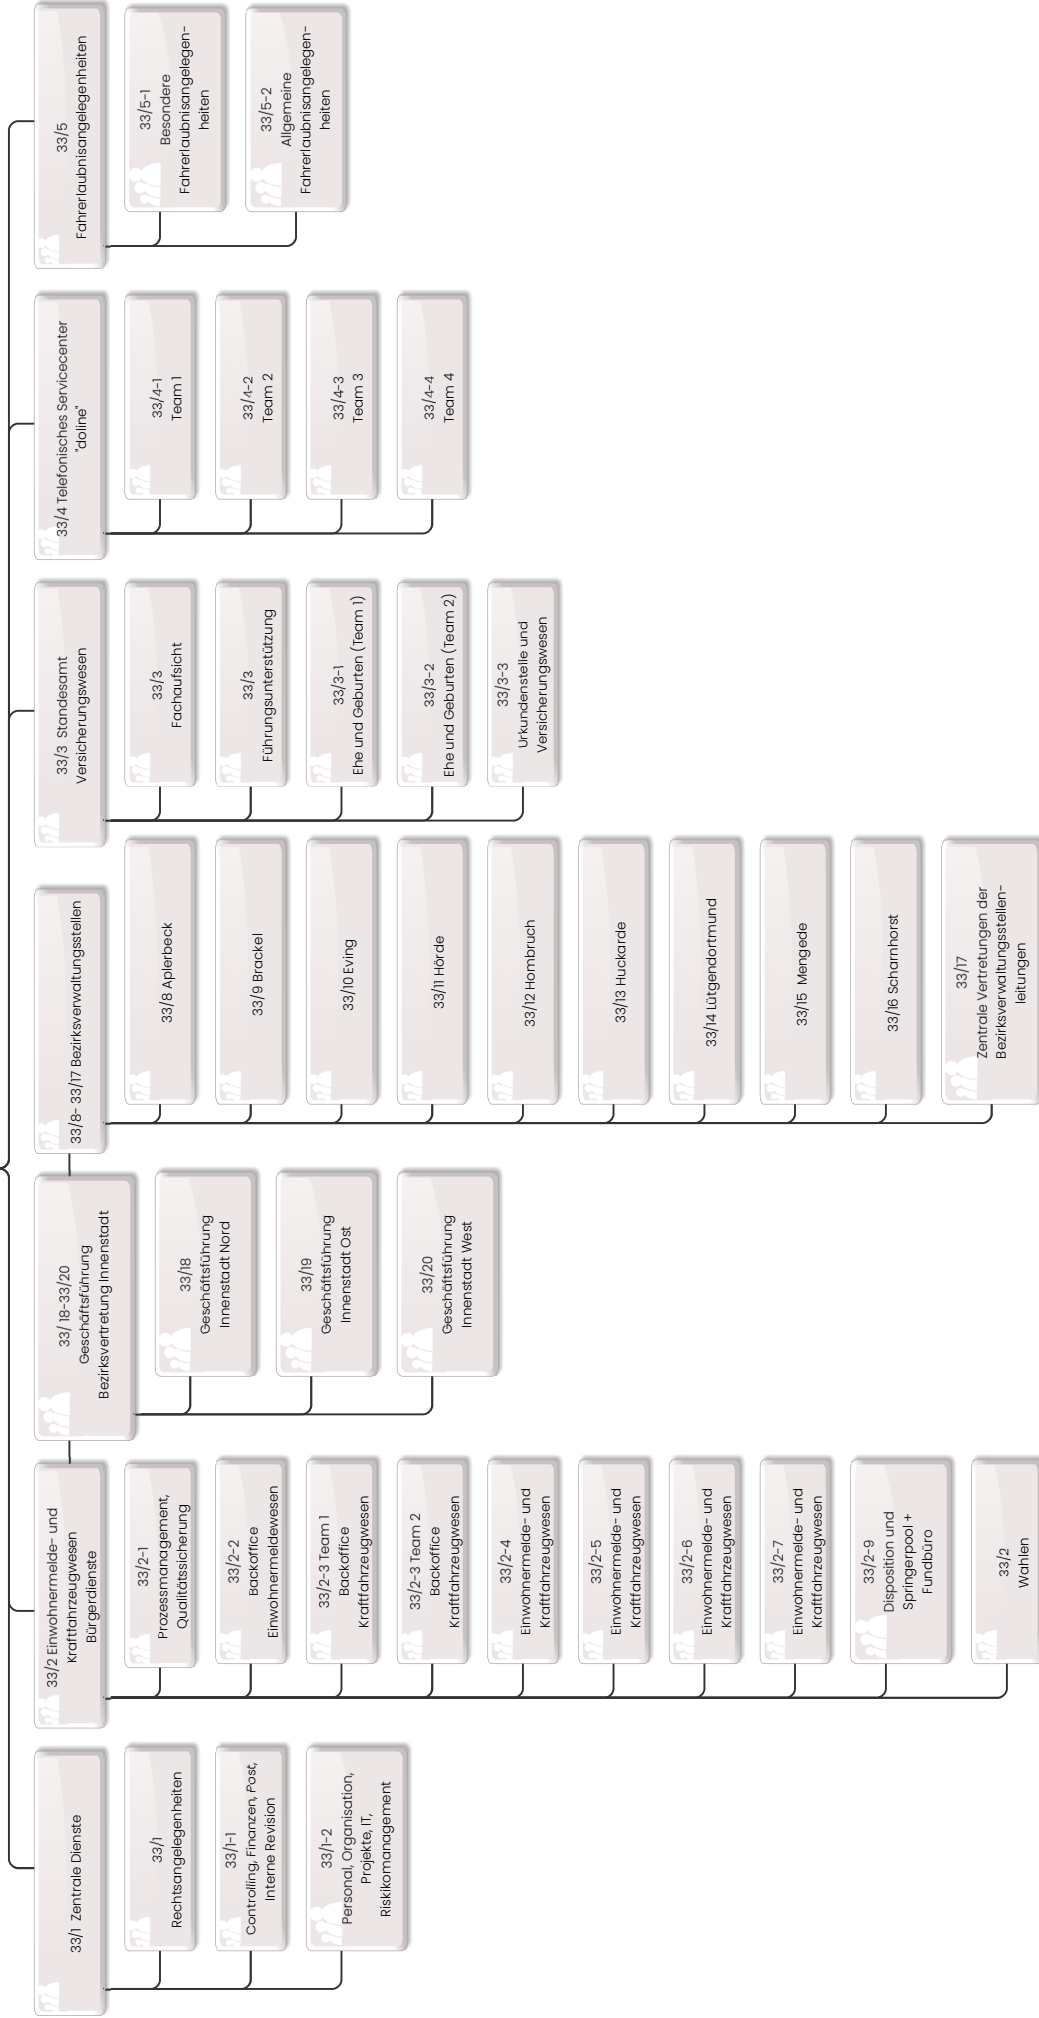 33/1 Zentrale Dienste
33/1
Rechtsangelegenheiten
33/1-1
Controlling, Finanzen, Post,
Interne Revision
33/1-2
Personal, Organisation,
Projekte, IT,
Riskikomanagement
33/2 Einwohnermelde- und
Kraftfahrzeugwesen
Bürgerdienste
33/2-1
Prozessmanagement,
Qualitätssicherung
33/2-2
Backoffice
Einwohnermeldewesen
33/2-3 Team 1
Backoffice
Kraftfahrzeugwesen
33/2-3 Team 2
Backoffice
Kraftfahrzeugwesen
33/2-4
Einwohnermelde- und
Kraftfahrzeugwesen
33/2-5
Einwohnermelde- und
Kraftfahrzeugwesen
33/2-6
Einwohnermelde- und
Kraftfahrzeugwesen
33/2-7
Einwohnermelde- und
Kraftfahrzeugwesen
33/2-9
Disposition und
Springerpool +
Fundbüro
33/2
Wahlen
33/ 18-33/20
Geschäftsführung
Bezirksvertretung Innenstadt
33/18
Geschäftsführung
Innenstadt Nord
33/19
Geschäftsführung
Innenstadt Ost
33/20
Geschäftsführung
Innenstadt West
33/8- 33/17 Bezirksverwaltungsstellen
33/8 Aplerbeck
33/9 Brackel
33/10 Eving
33/11 Hörde
33/12 Hombruch
33/13 Huckarde
33/14 Lütgendortmund
33/15 Mengede
33/16 Scharnhorst
33/17
Zentrale Vertretungen der
Bezirksverwaltungsstellen-
leitungen
33/3 Standesamt
Versicherungswesen
33/3
Fachaufsicht
33/3
Führungsunterstützung
33/3-1
Ehe und Geburten (Team 1)
33/3-2
Ehe und Geburten (Team 2)
33/3-3
Urkundenstelle und
Versicherungswesen
33/4 Telefonisches Servicecenter
"doline"
33/4-1
Team 1
33/4-2
Team 2
33/4-3
Team 3
33/4-4
Team 4
33/5
Fahrerlaubnisangelegenheiten
33/5-1
Besondere
Fahrerlaubnisangelegen-
heiten
33/5-2
Allgemeine
Fahrerlaubnisangelegen-
heiten